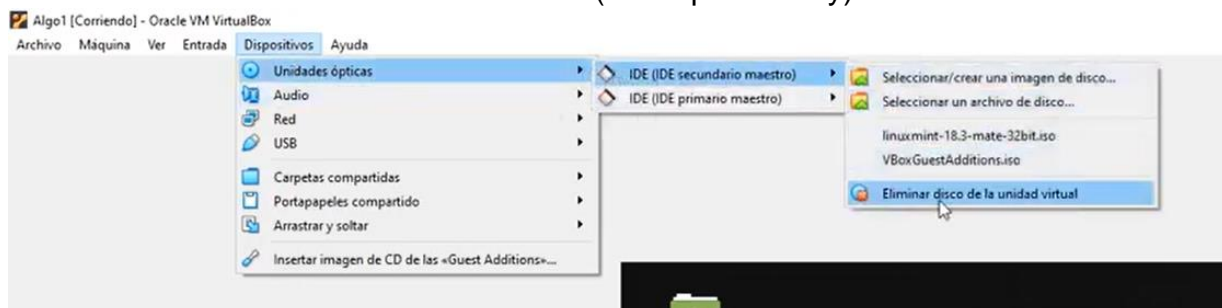 Algo1 [Corriendo] - Oracle VM VirtualBox
Archivo Máquina Ver Entrada Dispositivos Ayuda
Unidades ópticas
Audio
Red
USB
Carpetas compartidas
Portapapeles compartido
Arrastrar y soltar
Insertar imagen de CD de las «Guest Additions»...
IDE (IDE secundario maestro)
IDE (IDE primario maestro)
Seleccionar/crear una imagen de disco...
Seleccionar un archivo de disco...
linuxmint-18.3-mate-32bit.iso
VBoxGuestAdditions.iso
Eliminar disco de la unidad virtual